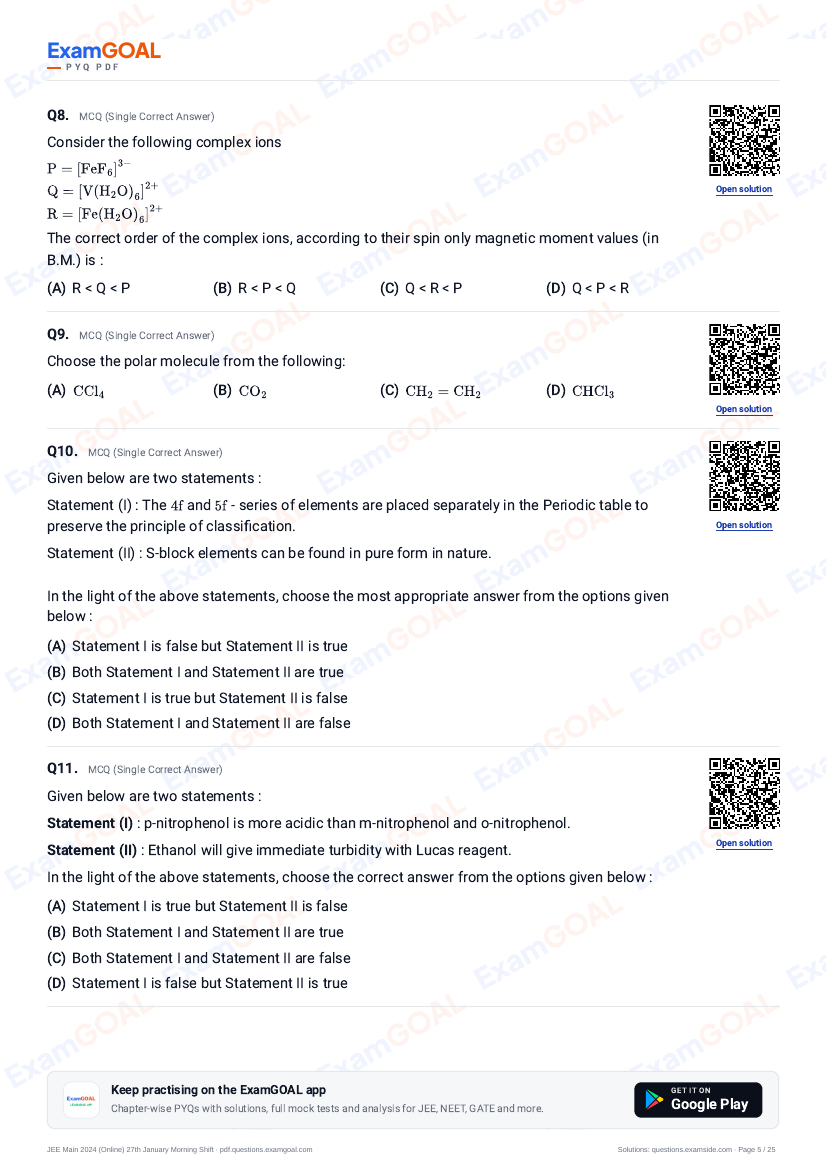 ExamGOAL
PYQ PDF
Q8. MCQ (Single Correct Answer)
Consider the following complex ions
P = [FeF₆]³⁻
Q = [V(H₂O)₆]²⁺
R = [Fe(H₂O)₆]²⁺
The correct order of the complex ions, according to their spin only magnetic moment values (in
B.M.) is :
(A) R < Q < P (B) R < P < Q (C) Q < R < P (D) Q < P < R
Open solution
Q9. MCQ (Single Correct Answer)
Choose the polar molecule from the following:
(A) CCl₄ (B) CO₂ (C) CH₂ = CH₂ (D) CHCl₃
Open solution
Q10. MCQ (Single Correct Answer)
Given below are two statements :
Statement (I) : The 4f and 5f - series of elements are placed separately in the Periodic table to
preserve the principle of classification.
Statement (II) : S-block elements can be found in pure form in nature.
In the light of the above statements, choose the most appropriate answer from the options given
below :
(A) Statement I is false but Statement II is true
(B) Both Statement I and Statement II are true
(C) Statement I is true but Statement II is false
(D) Both Statement I and Statement II are false
Open solution
Q11. MCQ (Single Correct Answer)
Given below are two statements :
Statement (I) : p-nitrophenol is more acidic than m-nitrophenol and o-nitrophenol.
Statement (II) : Ethanol will give immediate turbidity with Lucas reagent.
In the light of the above statements, choose the correct answer from the options given below :
(A) Statement I is true but Statement II is false
(B) Both Statement I and Statement II are true
(C) Both Statement I and Statement II are false
(D) Statement I is false but Statement II is true
Open solution
ExamGOAL
Keep practising on the ExamGOAL app
Chapter-wise PYQs with solutions, full mock tests and analysis for JEE, NEET, GATE and more.
GET IT ON
Google Play
JEE Main 2024 (Online) 27th January Morning Shift · pdf.questions.examgoal.com
Solutions: questions.examside.com · Page 5 / 25